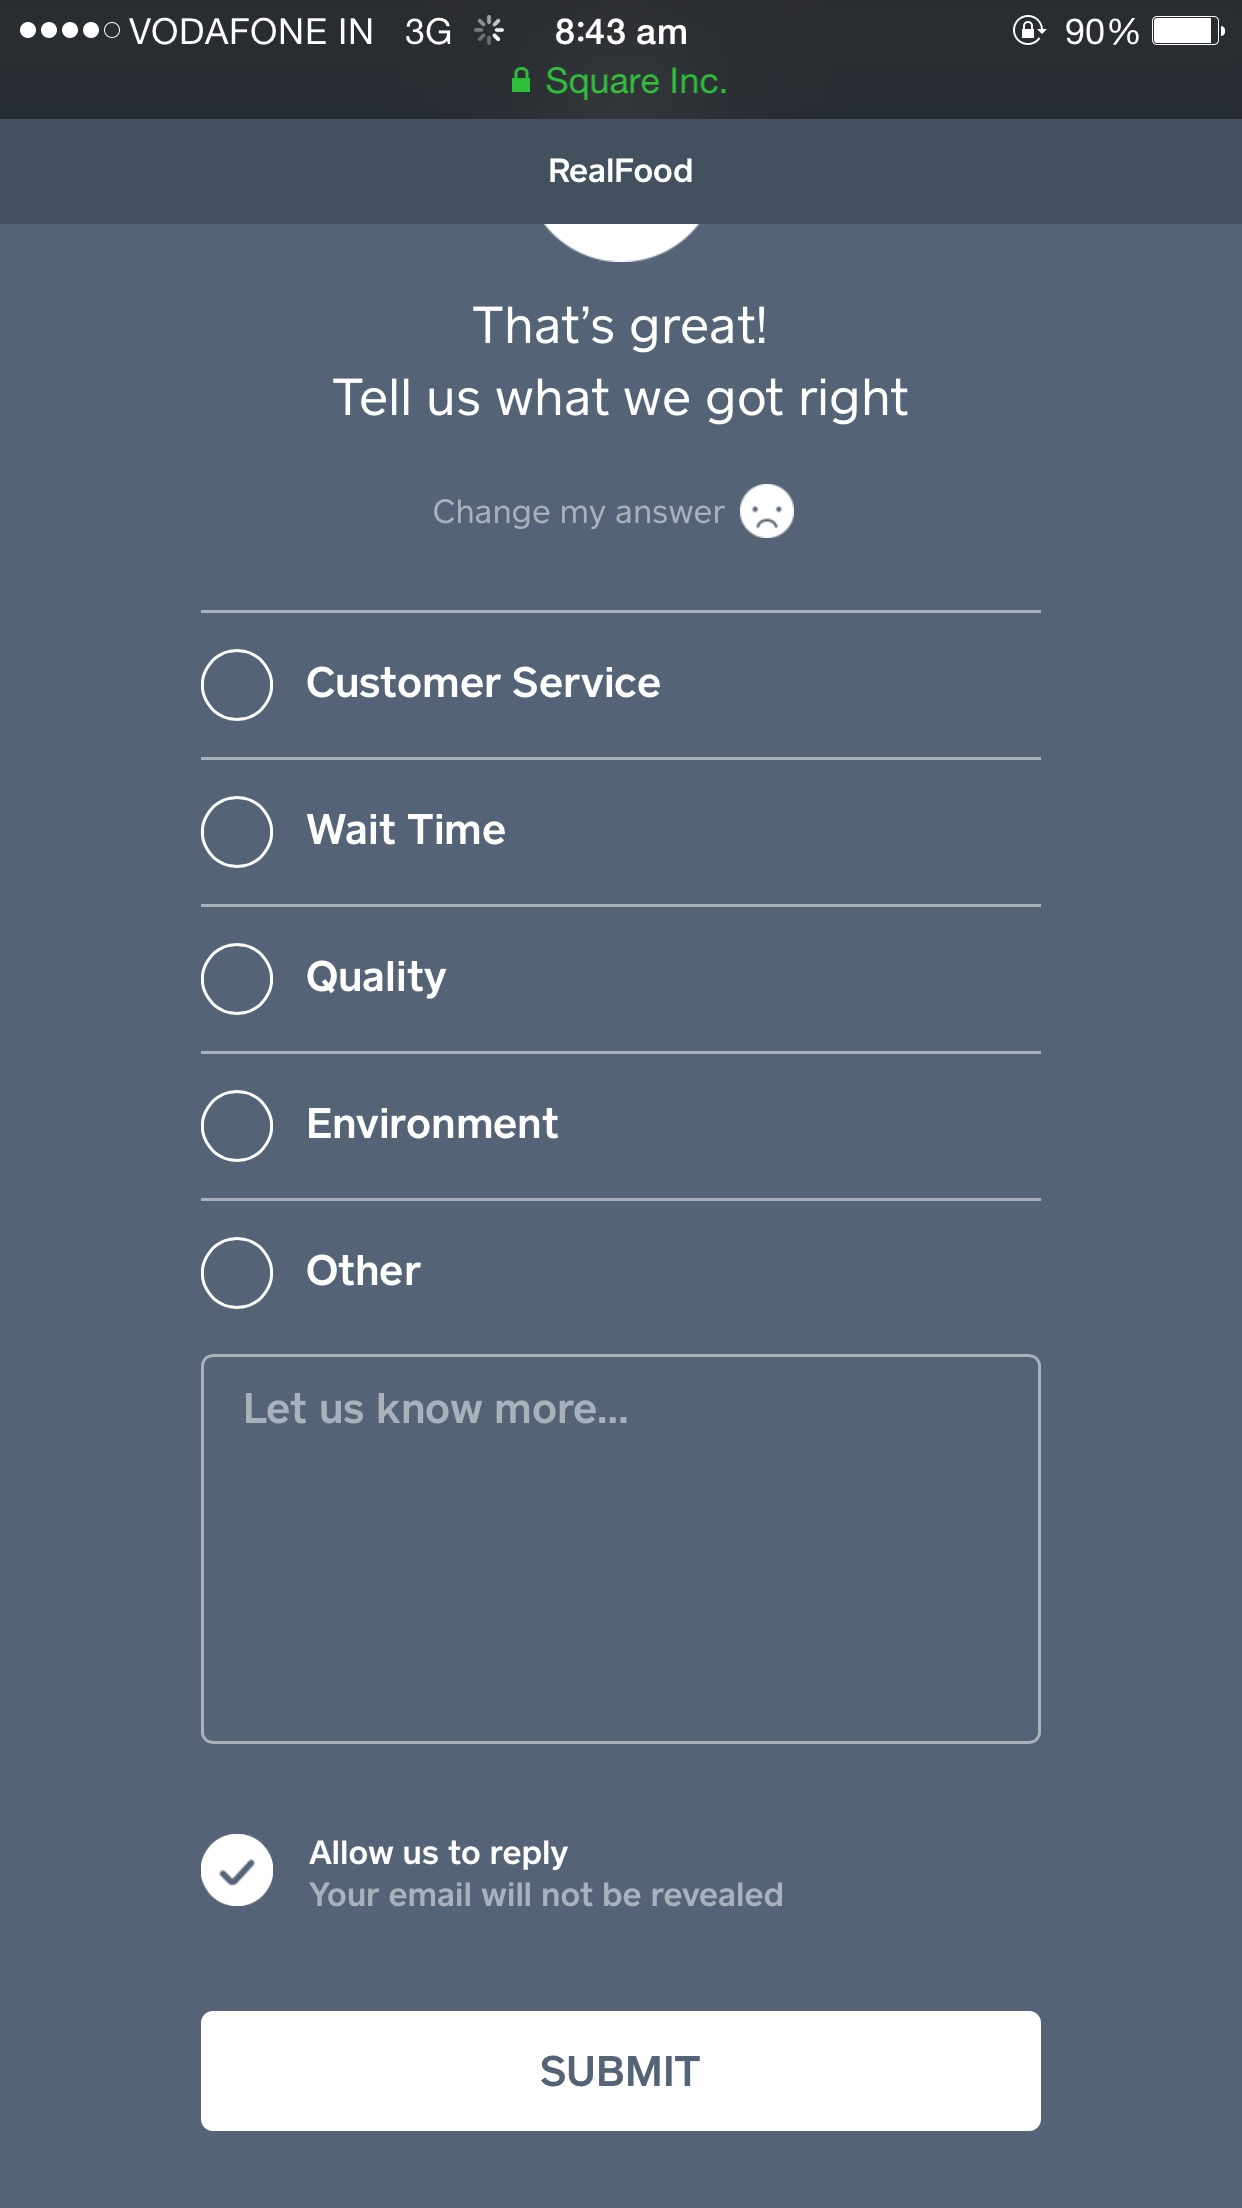 VODAFONE IN 3G 8:43 am 90%
Square Inc.
RealFood
That's great!
Tell us what we got right
Change my answer
Customer Service
Wait Time
Quality
Environment
Other
Let us know more...
Allow us to reply
Your email will not be revealed
SUBMIT